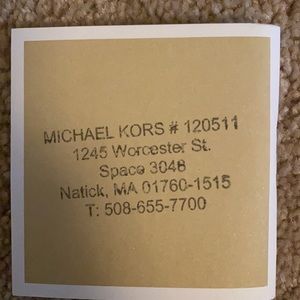 MICHAEL KORS # 120511
1245 Worcester St.
Space 3048
Natick, MA 01760-1515
T: 508-655-7700